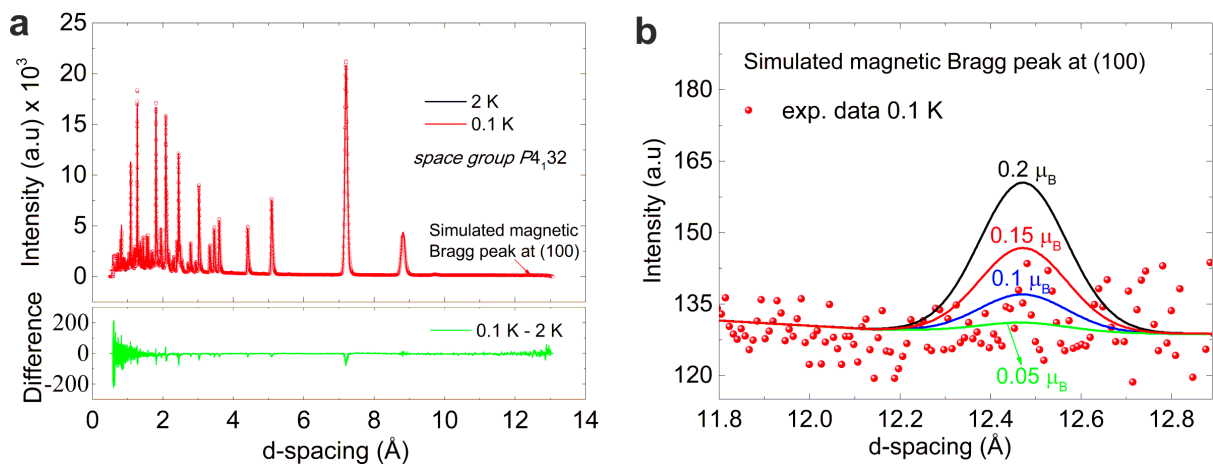 a
25
20
15
10
5
0
Intensity (a.u) x 10³
2 K
0.1 K
space group P4₁32
Simulated magnetic
Bragg peak at (100)
200
0
-200
Difference
0.1 K - 2 K
0 2 4 6 8 10 12 14
d-spacing (Å)
b
Simulated magnetic Bragg peak at (100)
exp. data 0.1 K
180
165
150
135
120
Intensity (a.u)
0.2 μB
0.15 μB
0.1 μB
0.05 μB
11.8 12.0 12.2 12.4 12.6 12.8
d-spacing (Å)